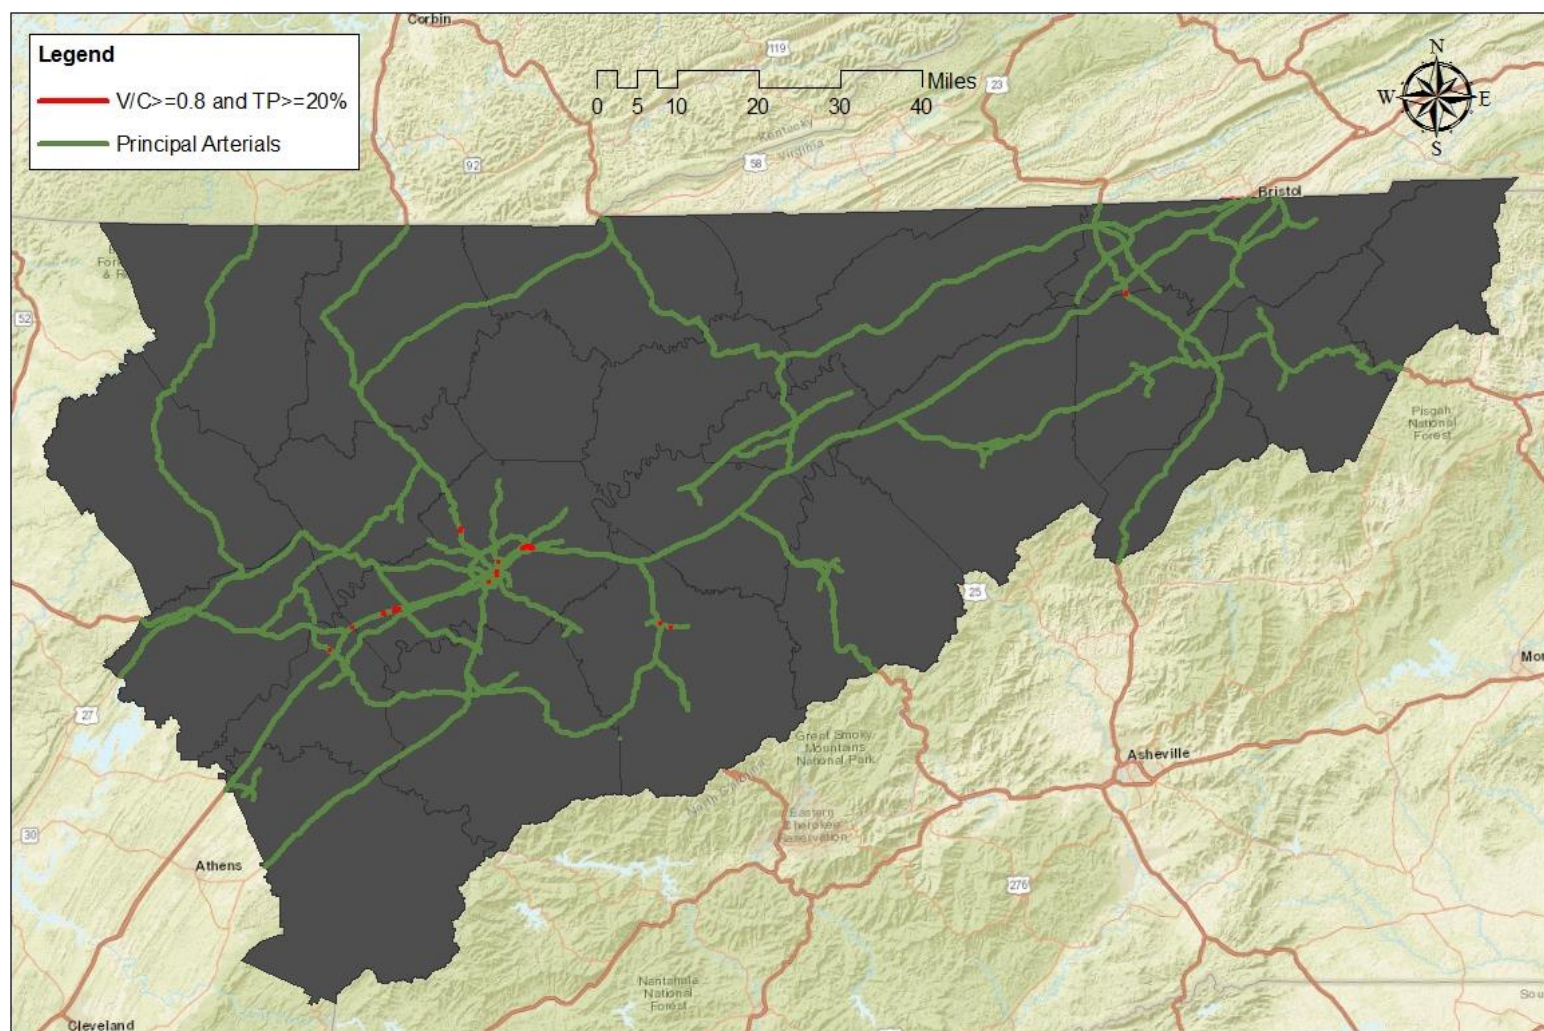 Corbin
Legend
V/C>=0.8 and TP>=20%
Principal Arterials
119
23
Miles
0 5 10 20 30 40
N
W E
S
Kentucky
Virginia
92
58
Bristol
52
Pisgah
National
Forest
25
27
Asheville
Great Smoky
Mountains
National Park
North Carolina
Eastern
Cherokee
Reservation
30
Athens
276
Nantahala
National
Forest
Cleveland